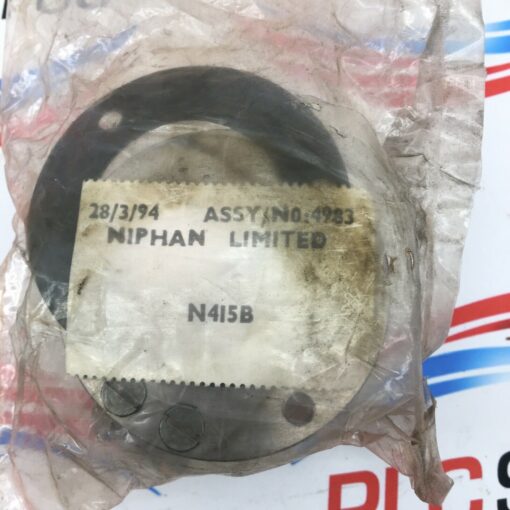 28/3/94 ASSY/NO:4983
NIPHAN LIMITED
N415B
PLC S